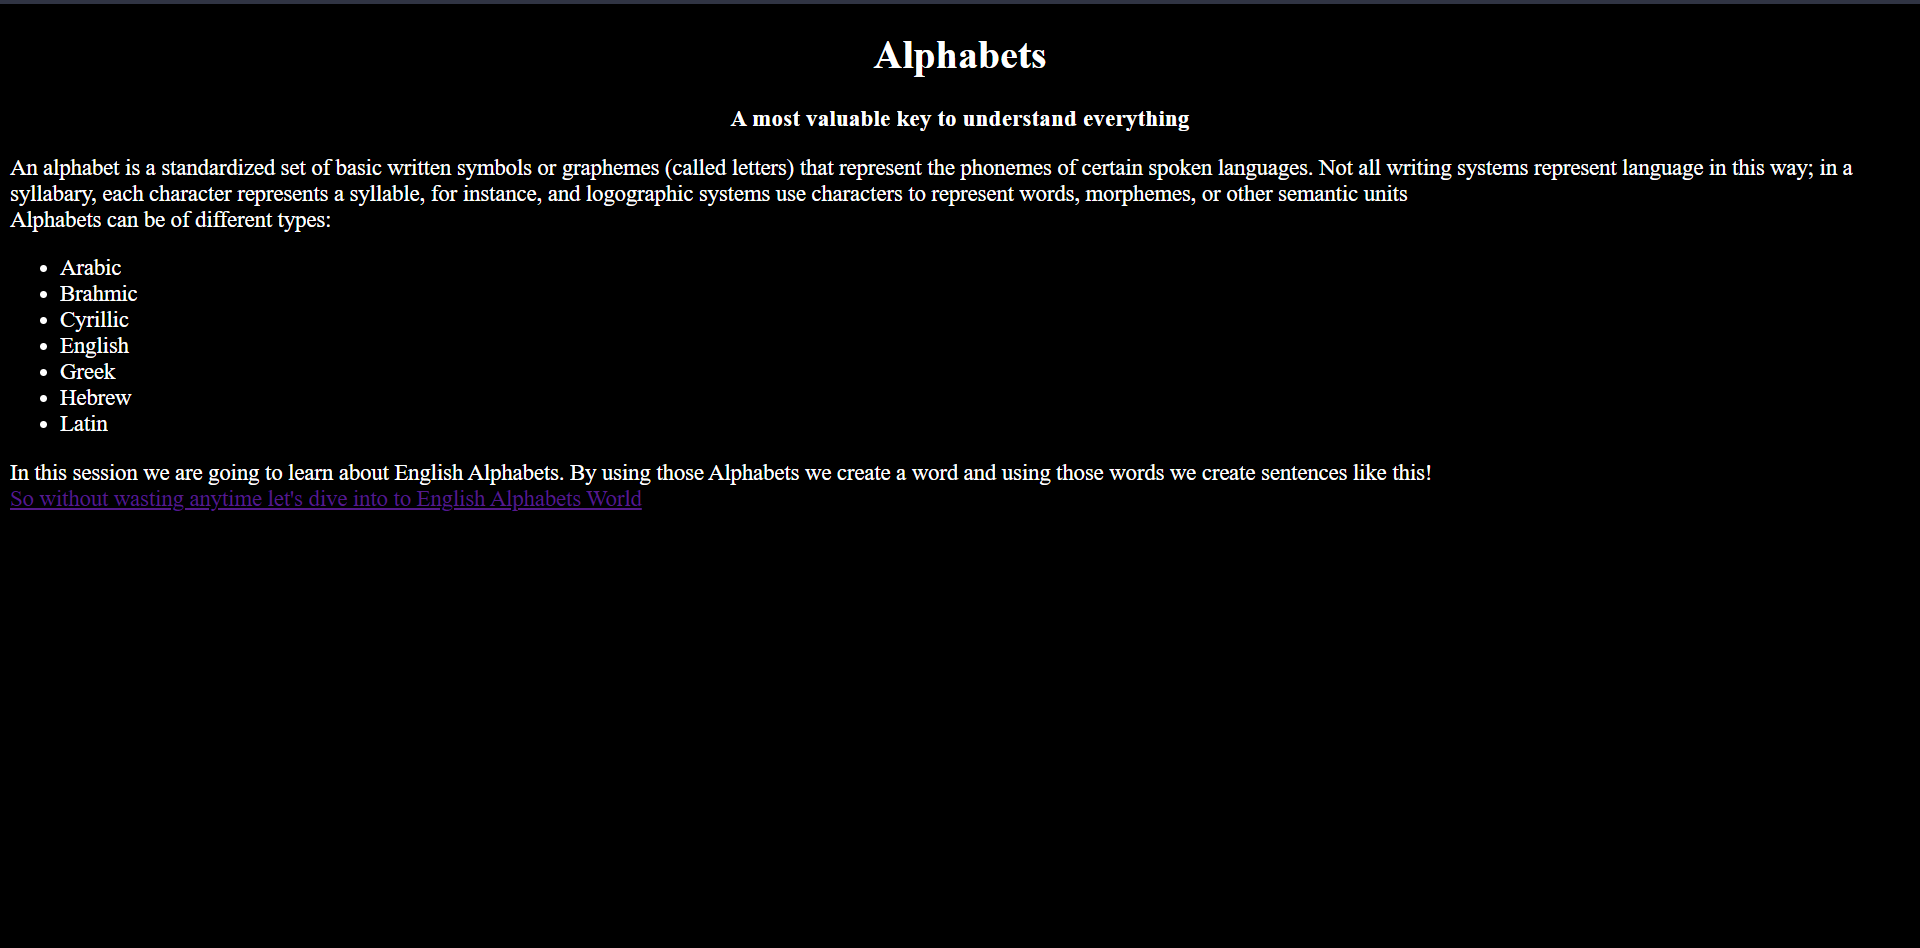 Alphabets
A most valuable key to understand everything
An alphabet is a standardized set of basic written symbols or graphemes (called letters) that represent the phonemes of certain spoken languages. Not all writing systems represent language in this way; in a
syllabary, each character represents a syllable, for instance, and logographic systems use characters to represent words, morphemes, or other semantic units
Alphabets can be of different types:
Arabic
Brahmic
Cyrillic
English
Greek
Hebrew
Latin
In this session we are going to learn about English Alphabets. By using those Alphabets we create a word and using those words we create sentences like this!
So without wasting anytime let's dive into to English Alphabets World